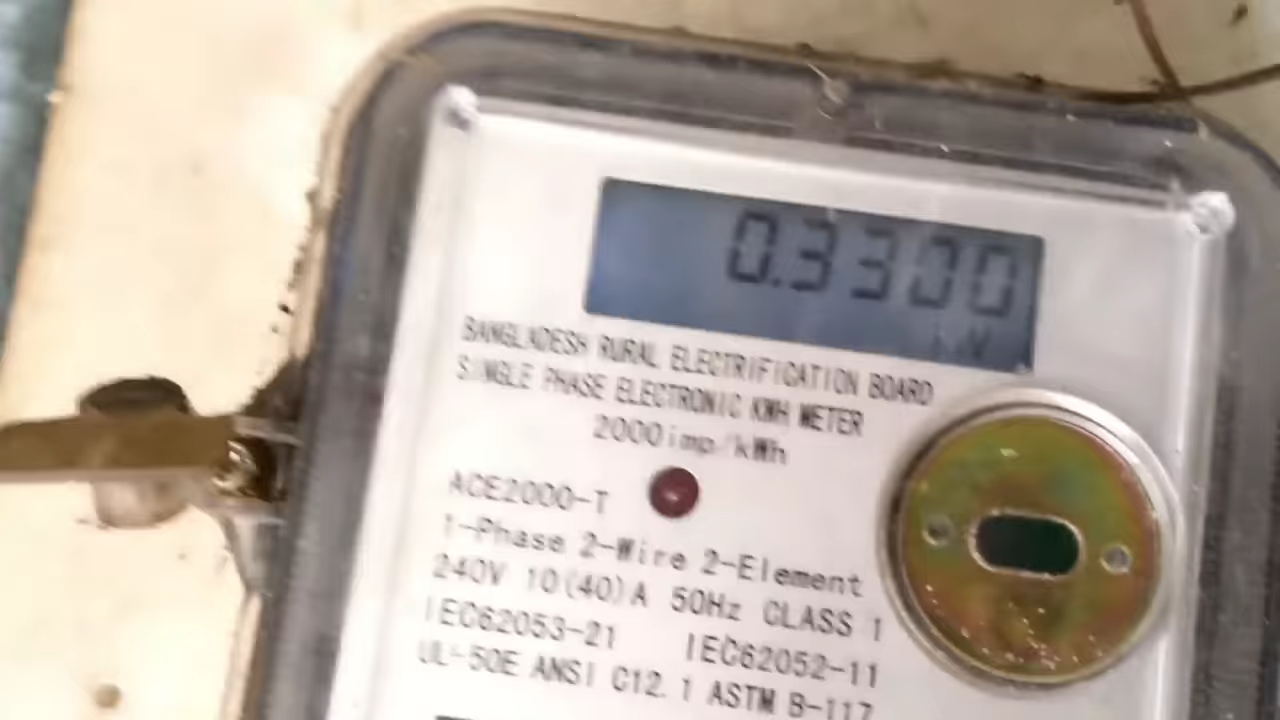 0.3300
kW
BANGLADESH RURAL ELECTRIFICATION BOARD
SINGLE PHASE ELECTRONIC KWH METER
2000imp/kWh
ACE2000-T
1-Phase 2-Wire 2-Element
240V 10(40)A 50Hz CLASS 1
IEC62053-21 IEC62052-11
UL-50E ANSI C12.1 ASTM B-117